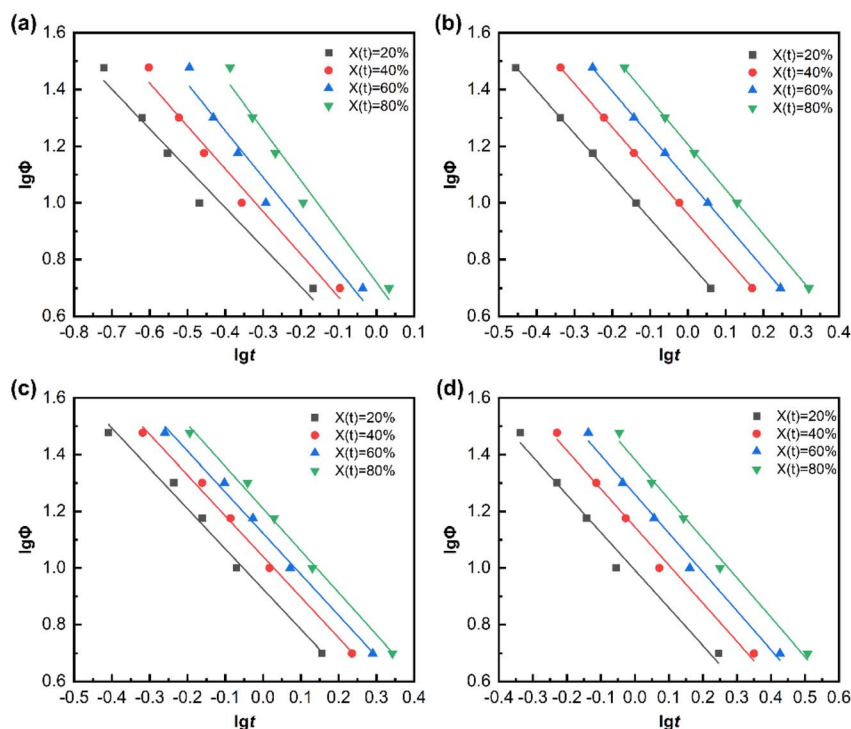 (a)
1.6
1.4
1.2
1.0
0.8
0.6
lgΦ
X(t)=20%
X(t)=40%
X(t)=60%
X(t)=80%
-0.8 -0.7 -0.6 -0.5 -0.4 -0.3 -0.2 -0.1 0.0 0.1
lgt
(b)
1.6
1.4
1.2
1.0
0.8
0.6
lgΦ
X(t)=20%
X(t)=40%
X(t)=60%
X(t)=80%
-0.5 -0.4 -0.3 -0.2 -0.1 0.0 0.1 0.2 0.3 0.4 0.5
lgt
(c)
1.6
1.4
1.2
1.0
0.8
0.6
lgΦ
X(t)=20%
X(t)=40%
X(t)=60%
X(t)=80%
-0.5 -0.4 -0.3 -0.2 -0.1 0.0 0.1 0.2 0.3 0.4 0.5
lgt
(d)
1.6
1.4
1.2
1.0
0.8
0.6
lgΦ
X(t)=20%
X(t)=40%
X(t)=60%
X(t)=80%
-0.4 -0.3 -0.2 -0.1 0.0 0.1 0.2 0.3 0.4 0.5 0.6
lgt